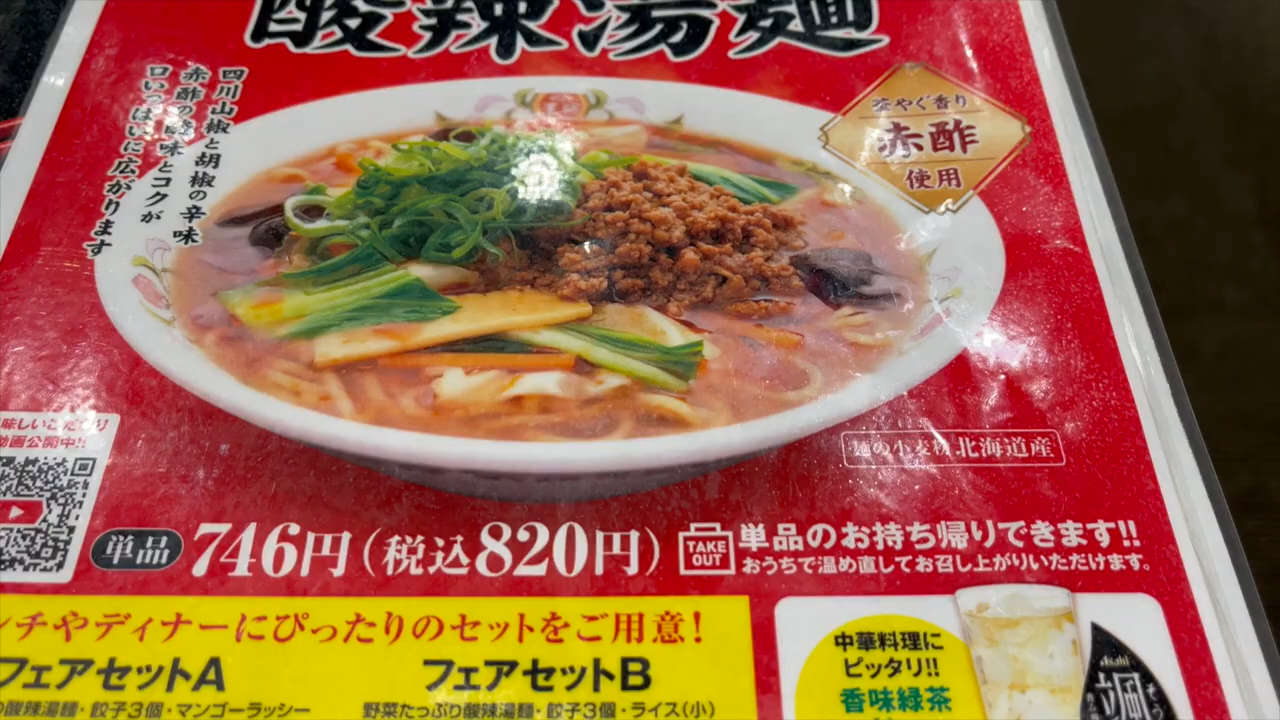 酸辣湯麺
四川山椒と胡椒の辛味
赤酢の酸味とコクが
口いっぱいに広がります
華やぐ香り
赤酢
使用
麺の小麦粉 北海道産
味しいこだわり
動画公開中!!
単品 746円(税込820円)
TAKE OUT
単品のお持ち帰りできます!!
おうちで温め直してお召し上がりいただけます。
ンチやディナーにぴったりのセットをご用意!
フェアセットA
の酸辣湯麺・餃子3個・マンゴーラッシー
フェアセットB
野菜たっぷり酸辣湯麺・餃子3個・ライス(小)
中華料理に
ピッタリ!!
香味緑茶
Asahi
颯